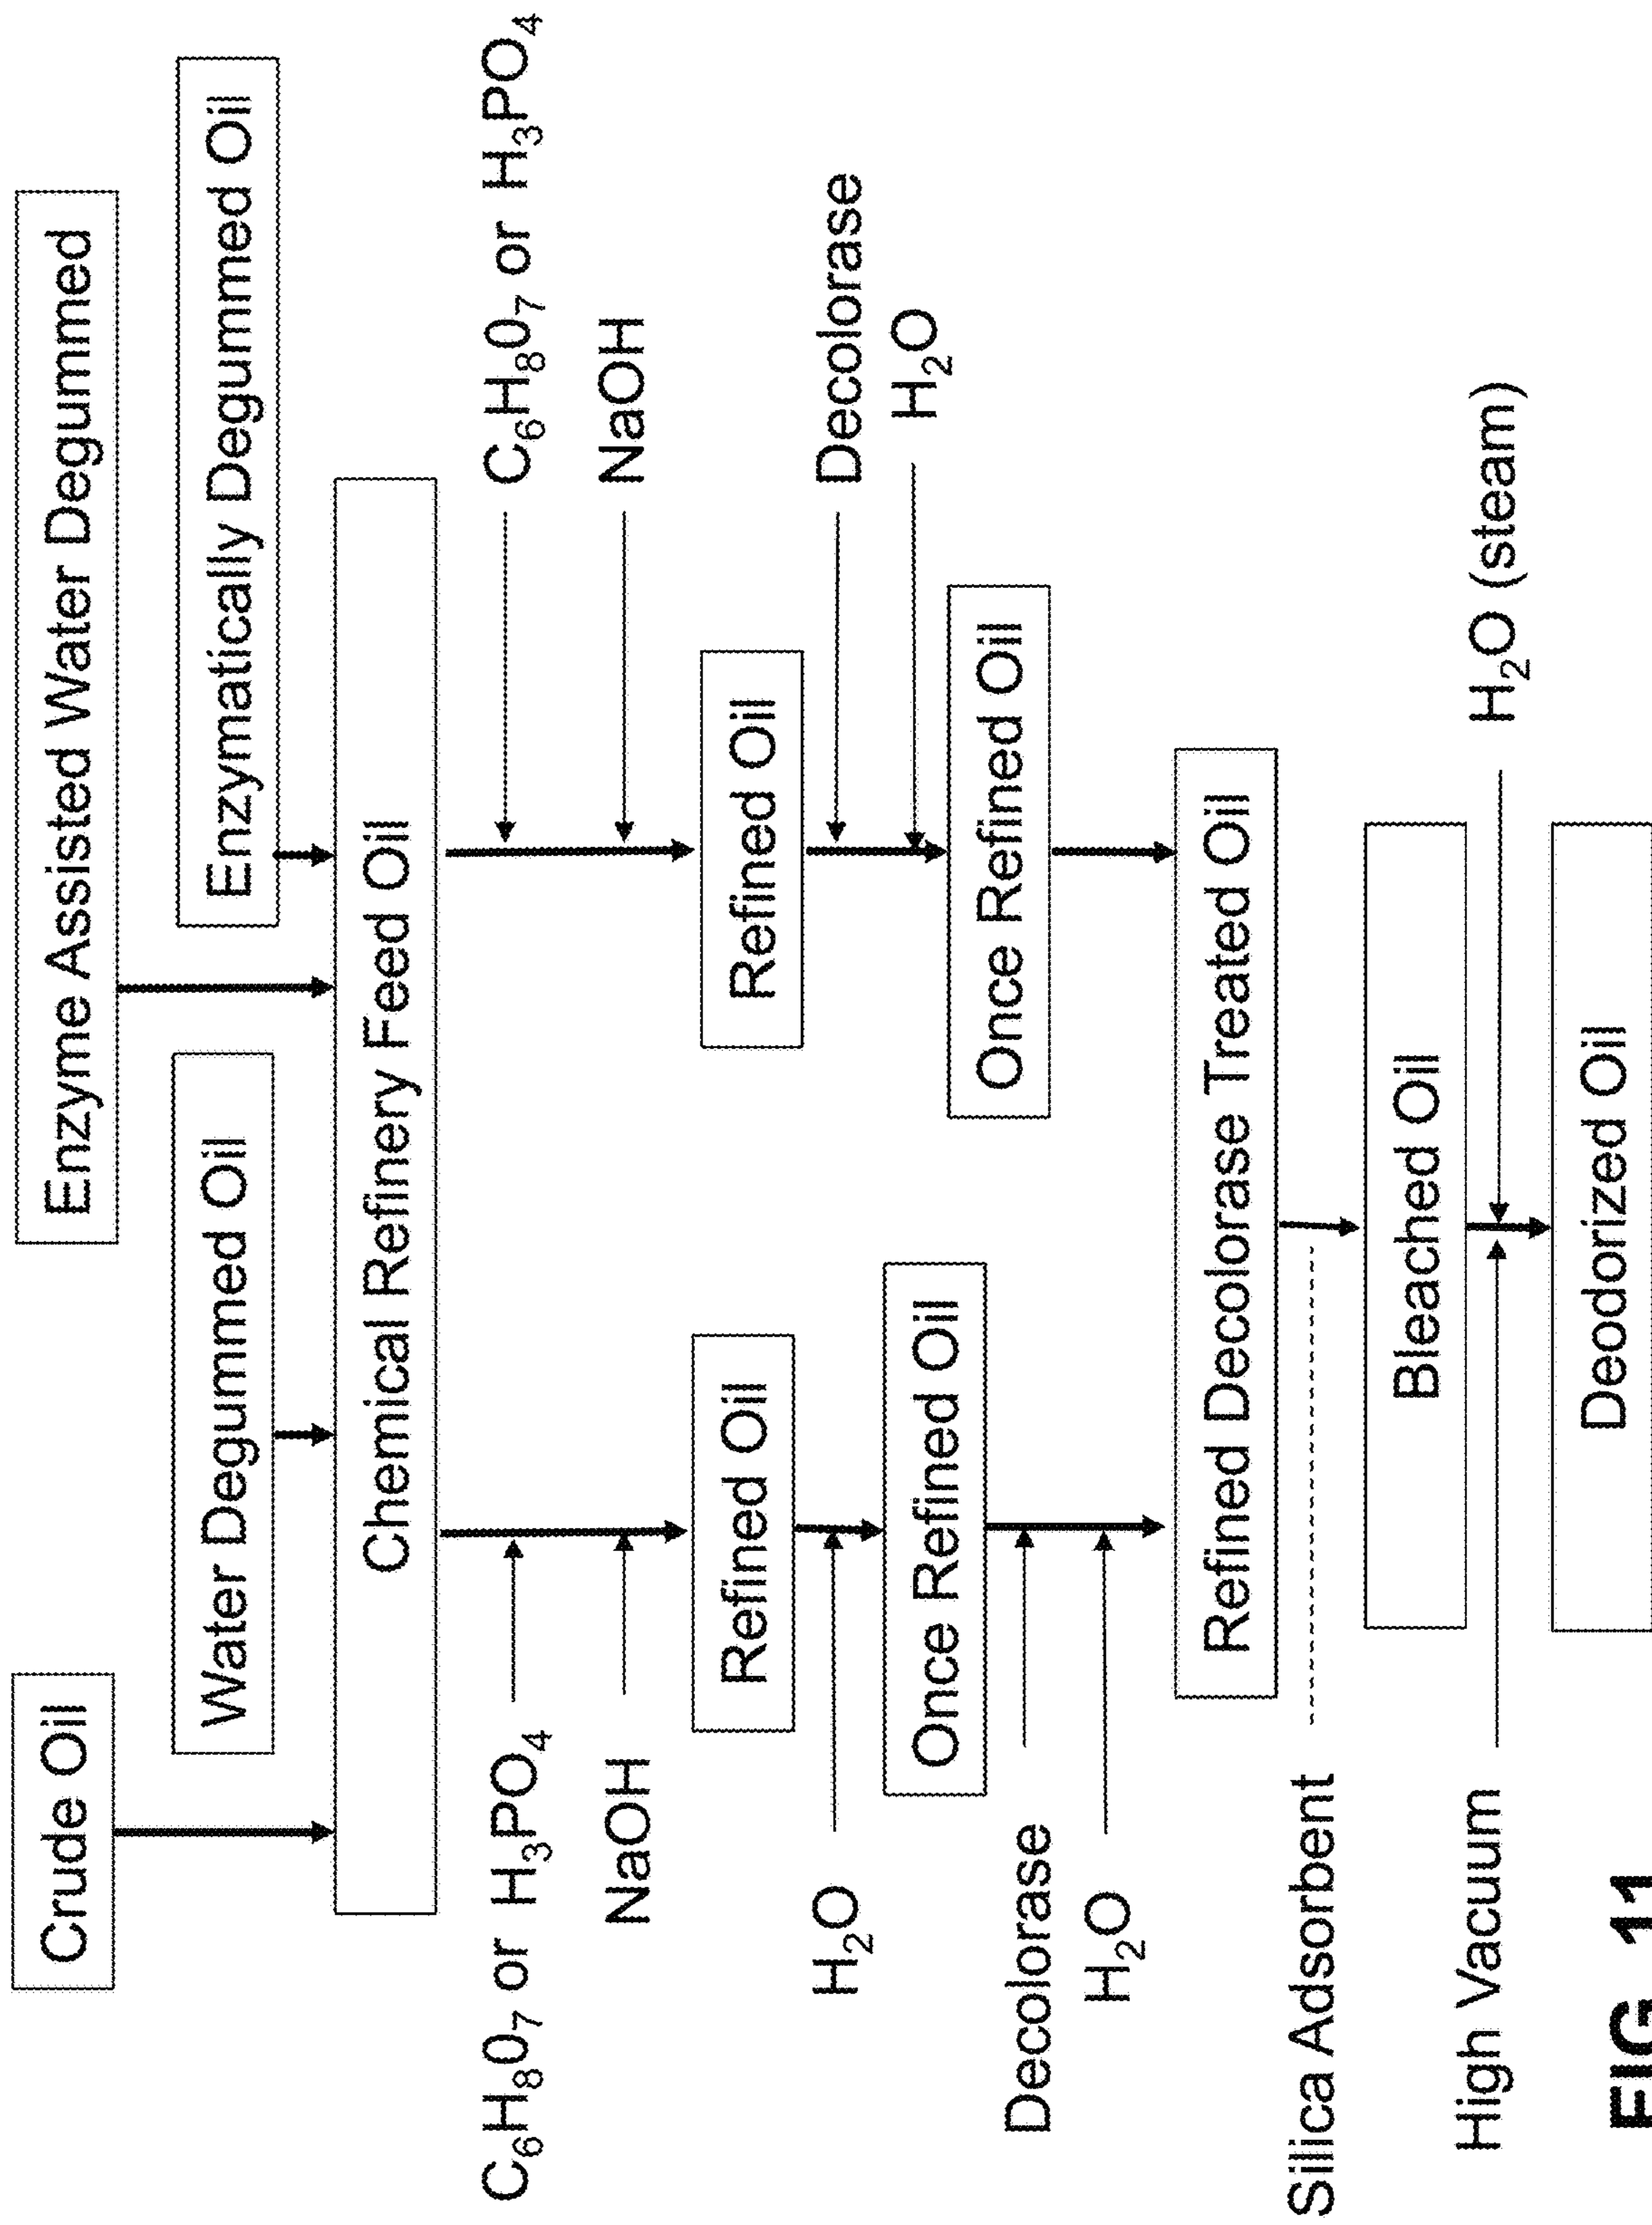 Crude Oil
Enzyme Assisted Water Degummed
Water Degummed Oil
Enzymatically Degummed Oil
Chemical Refinery Feed Oil
C₆H₈0₇ or H₃PO₄
C₆H₈0₇ or H₃PO₄
NaOH
NaOH
Refined Oil
Refined Oil
H₂O
Decolorase
H₂O
Once Refined Oil
Once Refined Oil
Decolorase
H₂O
Refined Decolorase Treated Oil
Silica Adsorbent
Bleached Oil
High Vacuum
H₂O (steam)
Deodorized Oil
FIG. 11